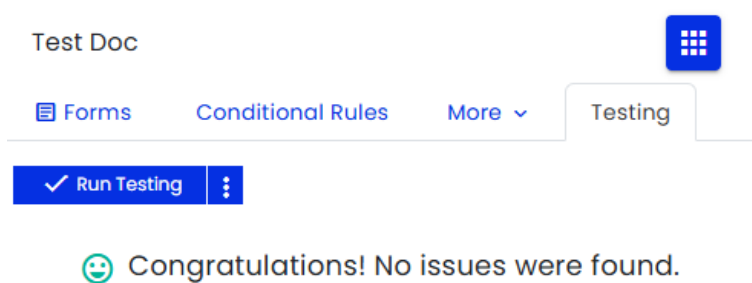 Test Doc
Forms Conditional Rules More Testing
Run Testing
Congratulations! No issues were found.